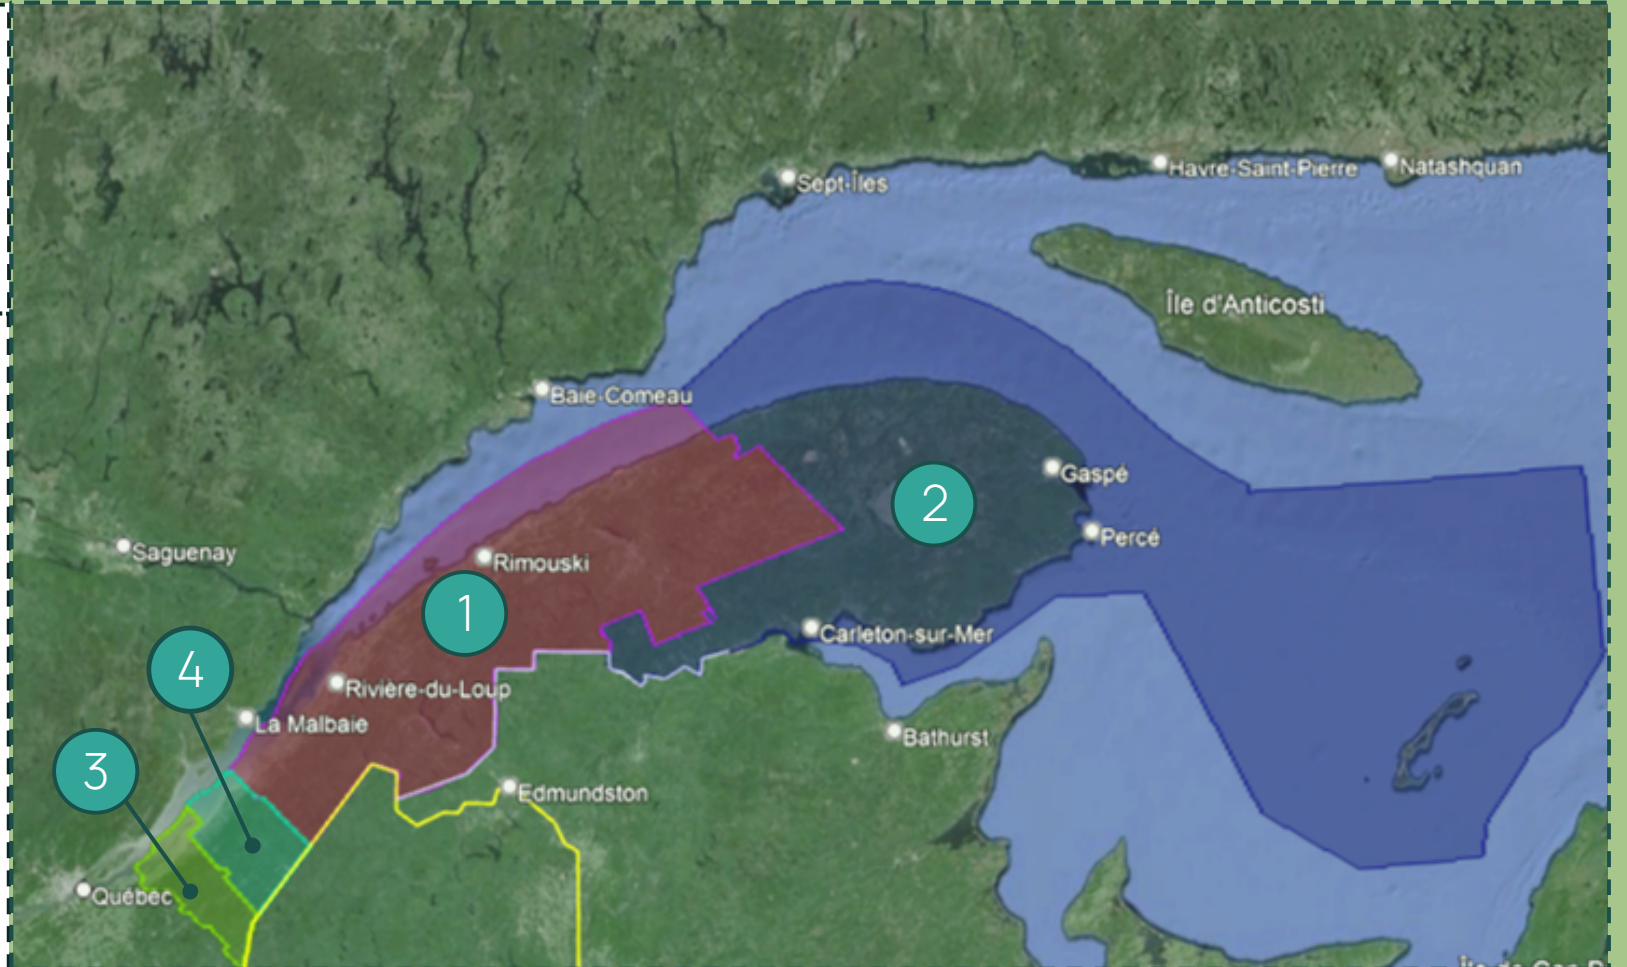 Sept-Îles
Havre-Saint-Pierre
Natashquan
Île d'Anticosti
Baie-Comeau
Gaspé
2
Percé
Saguenay
Rimouski
1
Carleton-sur-Mer
4
Rivière-du-Loup
La Malbaie
Bathurst
3
Edmundston
Québec